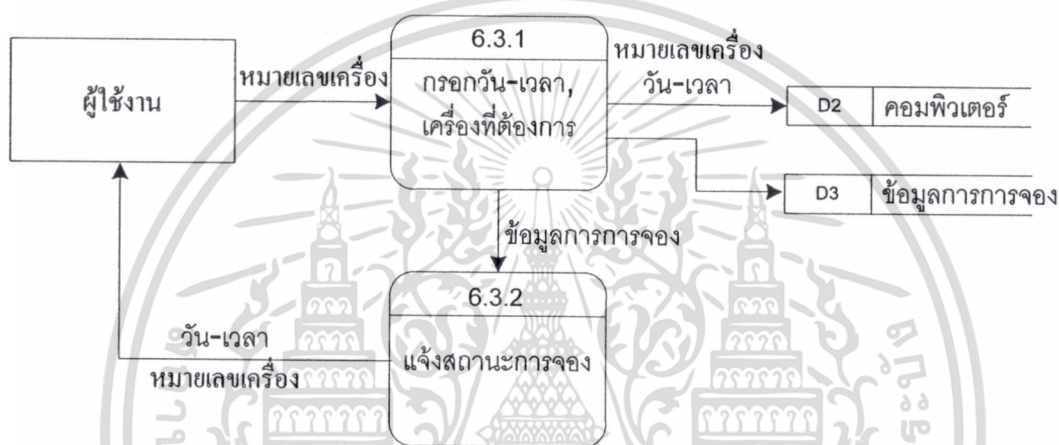 6.3.1
ผู้ใช้งาน
หมายเลขเครื่อง
กรอกวัน-เวลา,
เครื่องที่ต้องการ
หมายเลขเครื่อง
วัน-เวลา
D2 คอมพิวเตอร์
D3 ข้อมูลการการจอง
ข้อมูลการการจอง
6.3.2
แจ้งสถานะการจอง
วัน-เวลา
หมายเลขเครื่อง